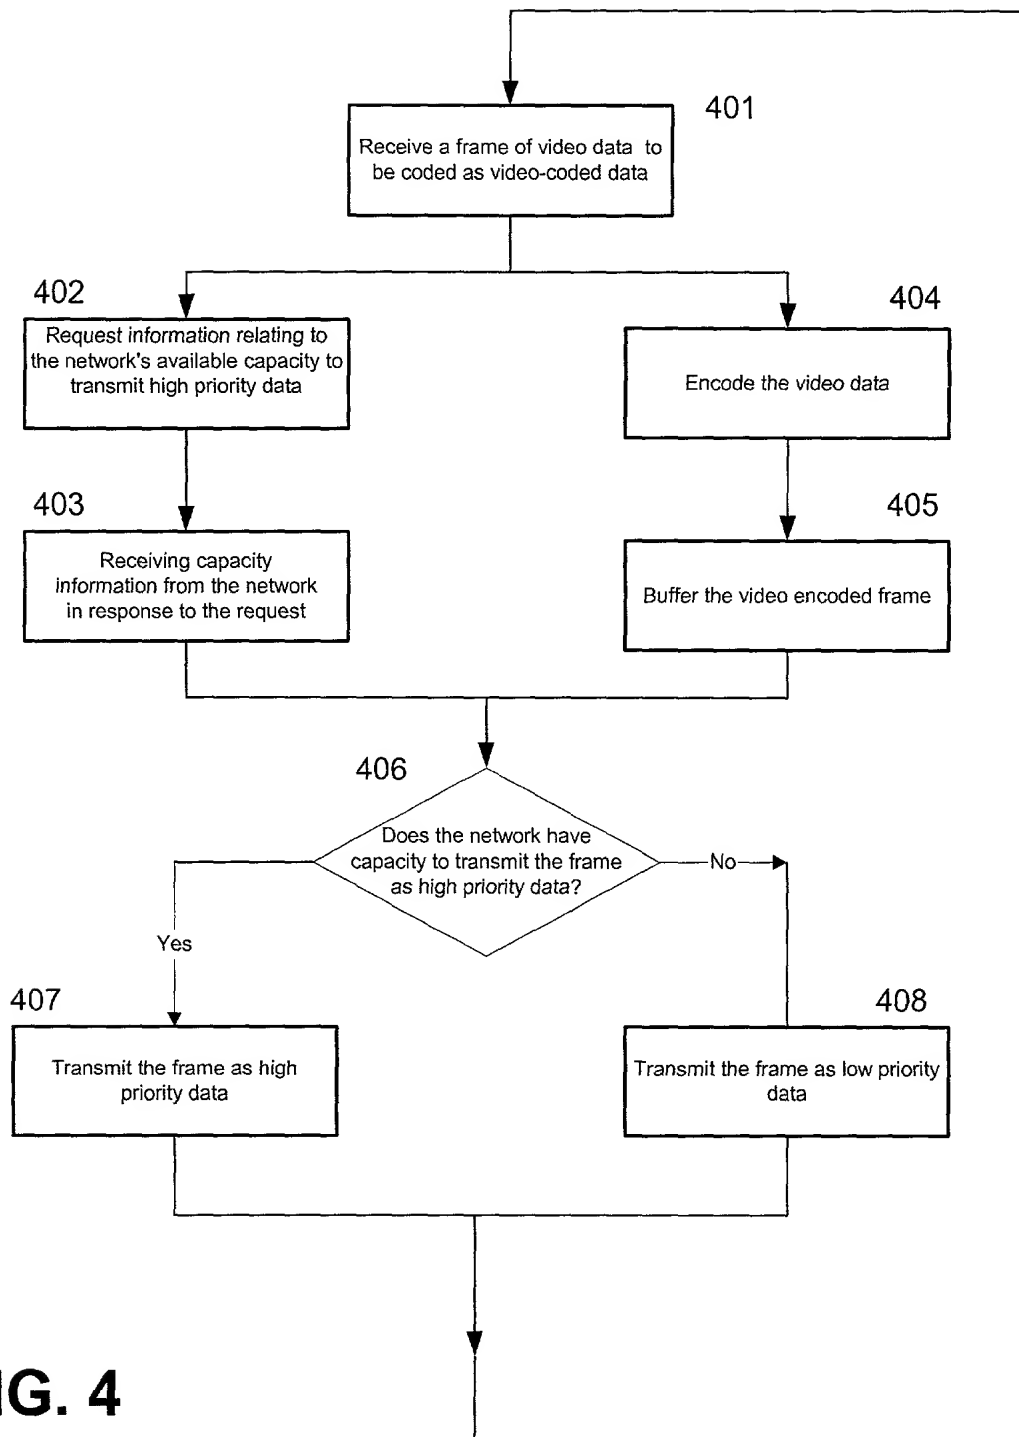 401
Receive a frame of video data to
be coded as video-coded data
402
Request information relating to
the network's available capacity to
transmit high priority data
404
Encode the video data
403
Receiving capacity
information from the network
in response to the request
405
Buffer the video encoded frame
406
Does the network have
capacity to transmit the frame
as high priority data?
No
Yes
407
Transmit the frame as high
priority data
408
Transmit the frame as low priority
data
IG. 4